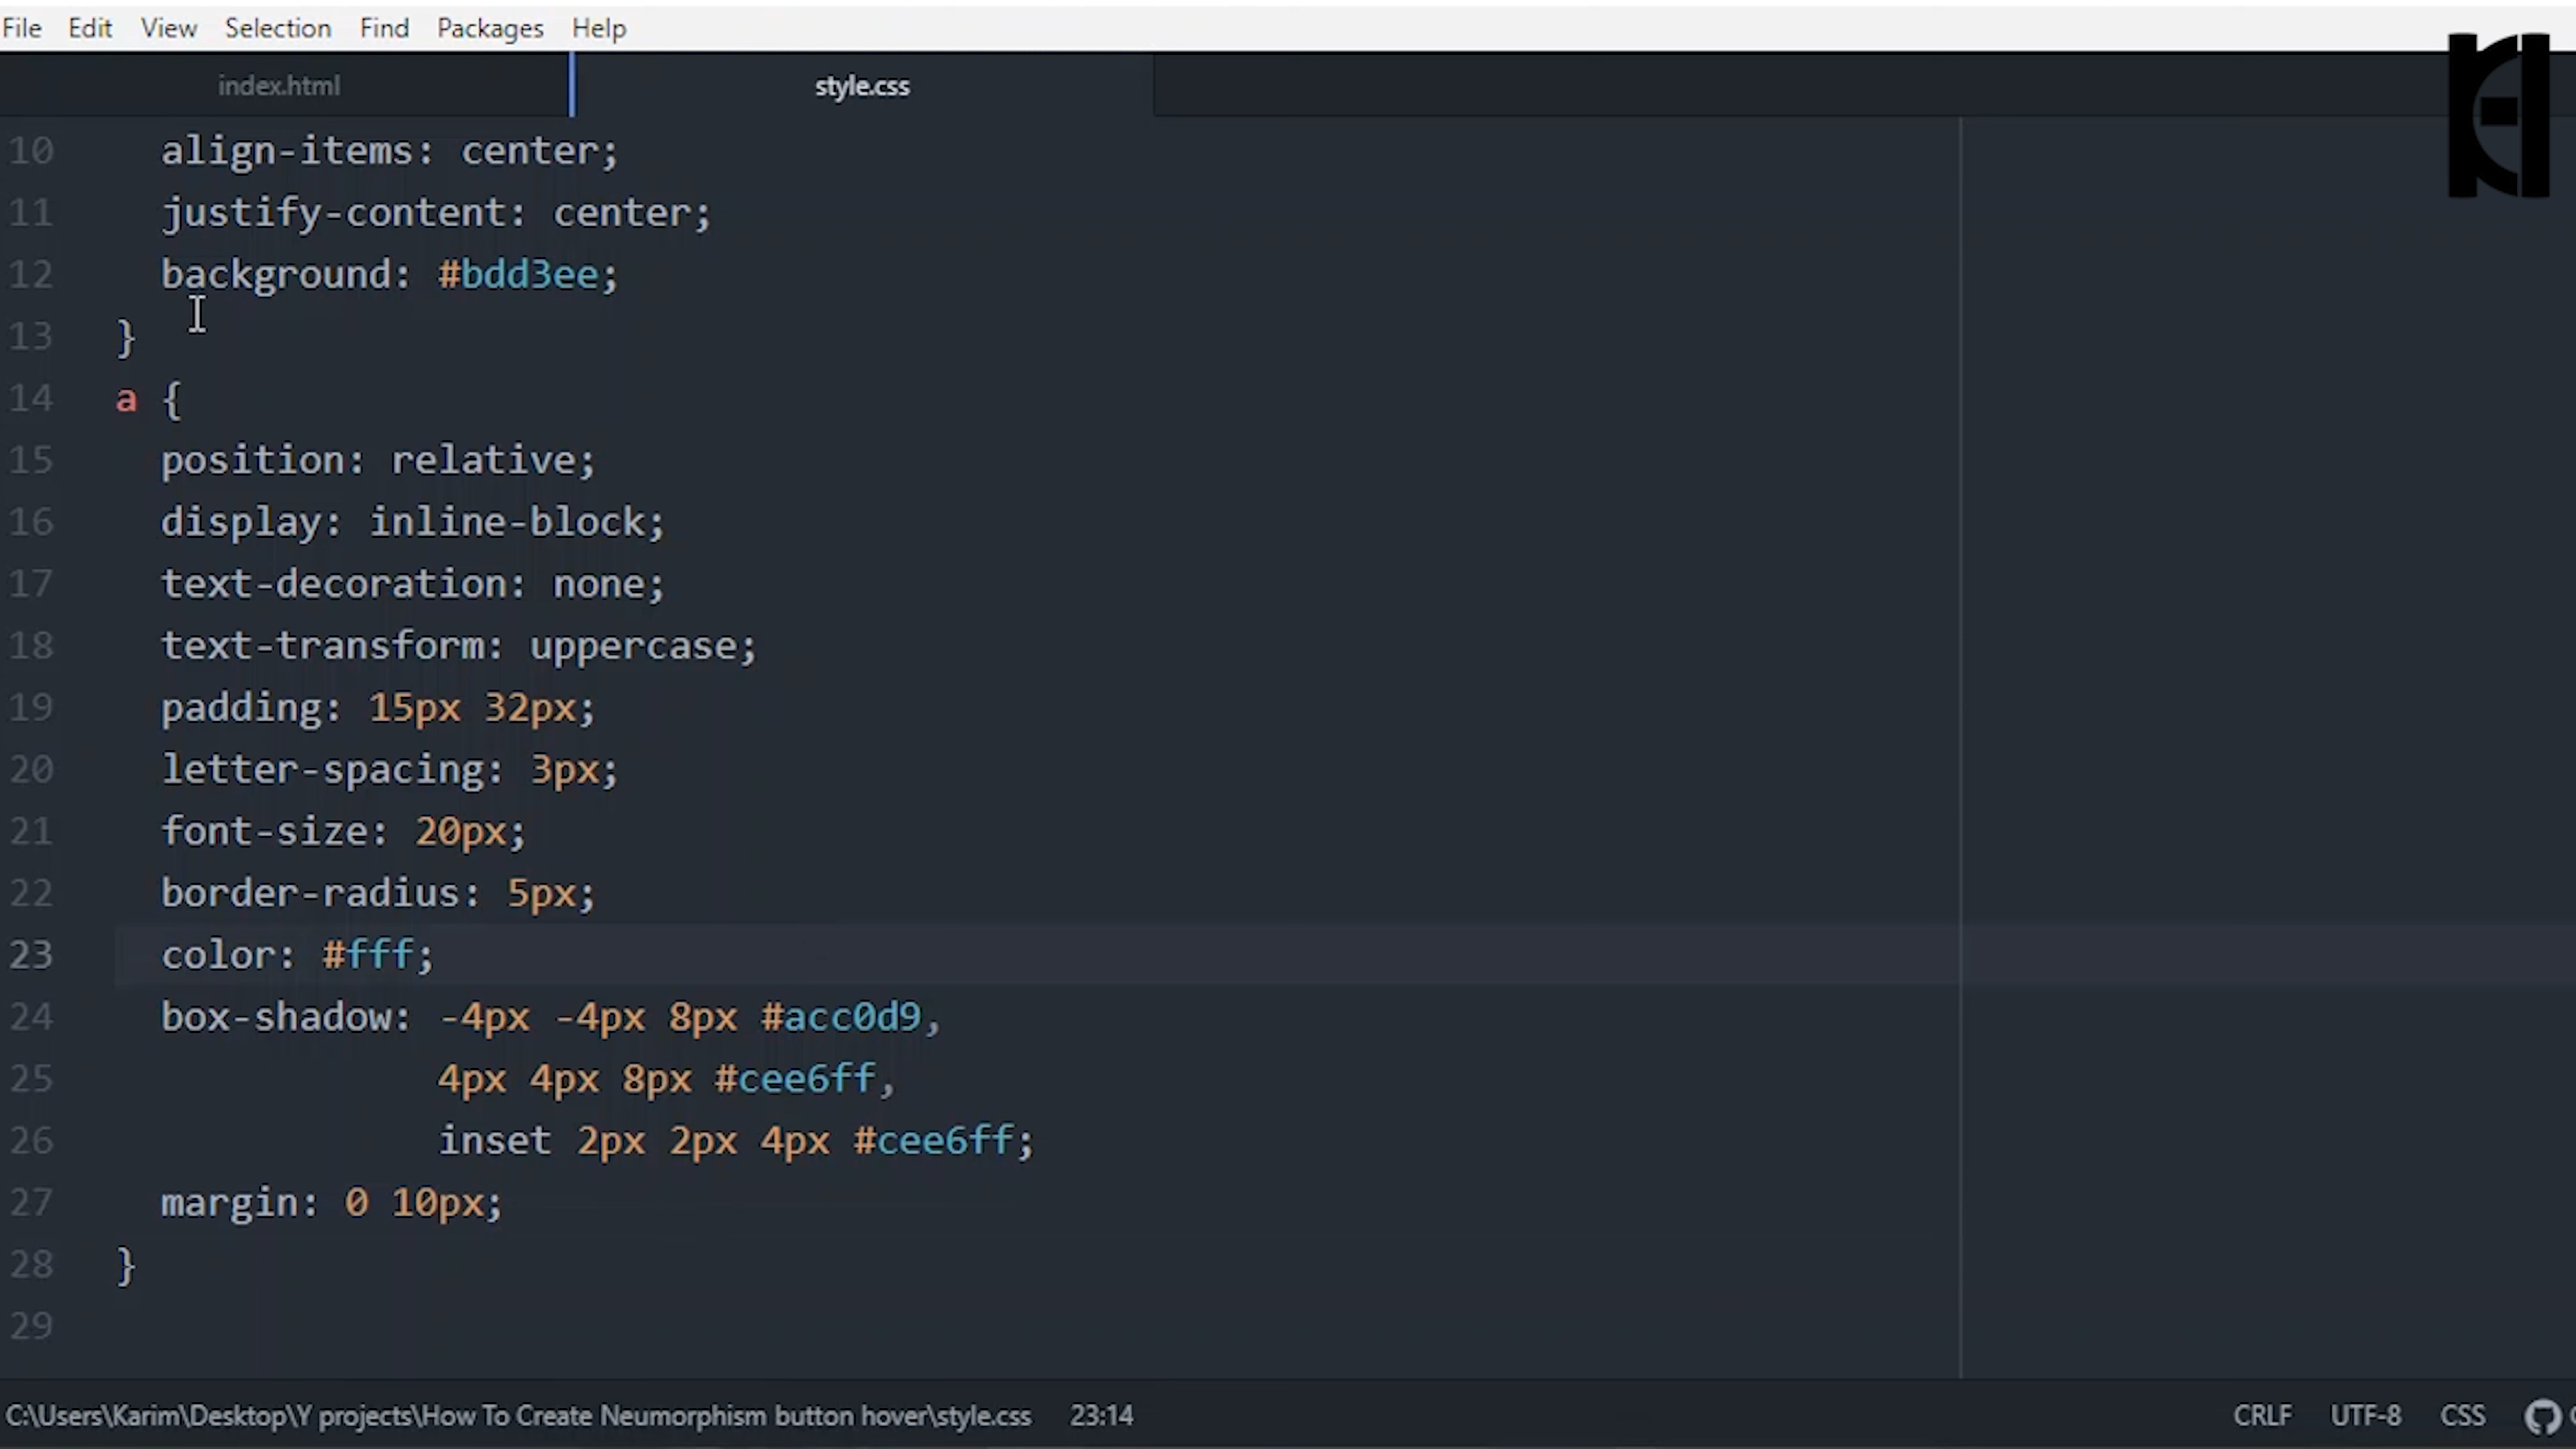 File Edit View Selection Find Packages Help
index.html style.css
10 align-items: center;
11 justify-content: center;
12 background: #bdd3ee;
13 }
14 a {
15 position: relative;
16 display: inline-block;
17 text-decoration: none;
18 text-transform: uppercase;
19 padding: 15px 32px;
20 letter-spacing: 3px;
21 font-size: 20px;
22 border-radius: 5px;
23 color: #fff;
24 box-shadow: -4px -4px 8px #acc0d9,
25 4px 4px 8px #cee6ff,
26 inset 2px 2px 4px #cee6ff;
27 margin: 0 10px;
28 }
29
C:\Users\Karim\Desktop\Y projects\How To Create Neumorphism button hover\style.css 23:14 CRLF UTF-8 CSS